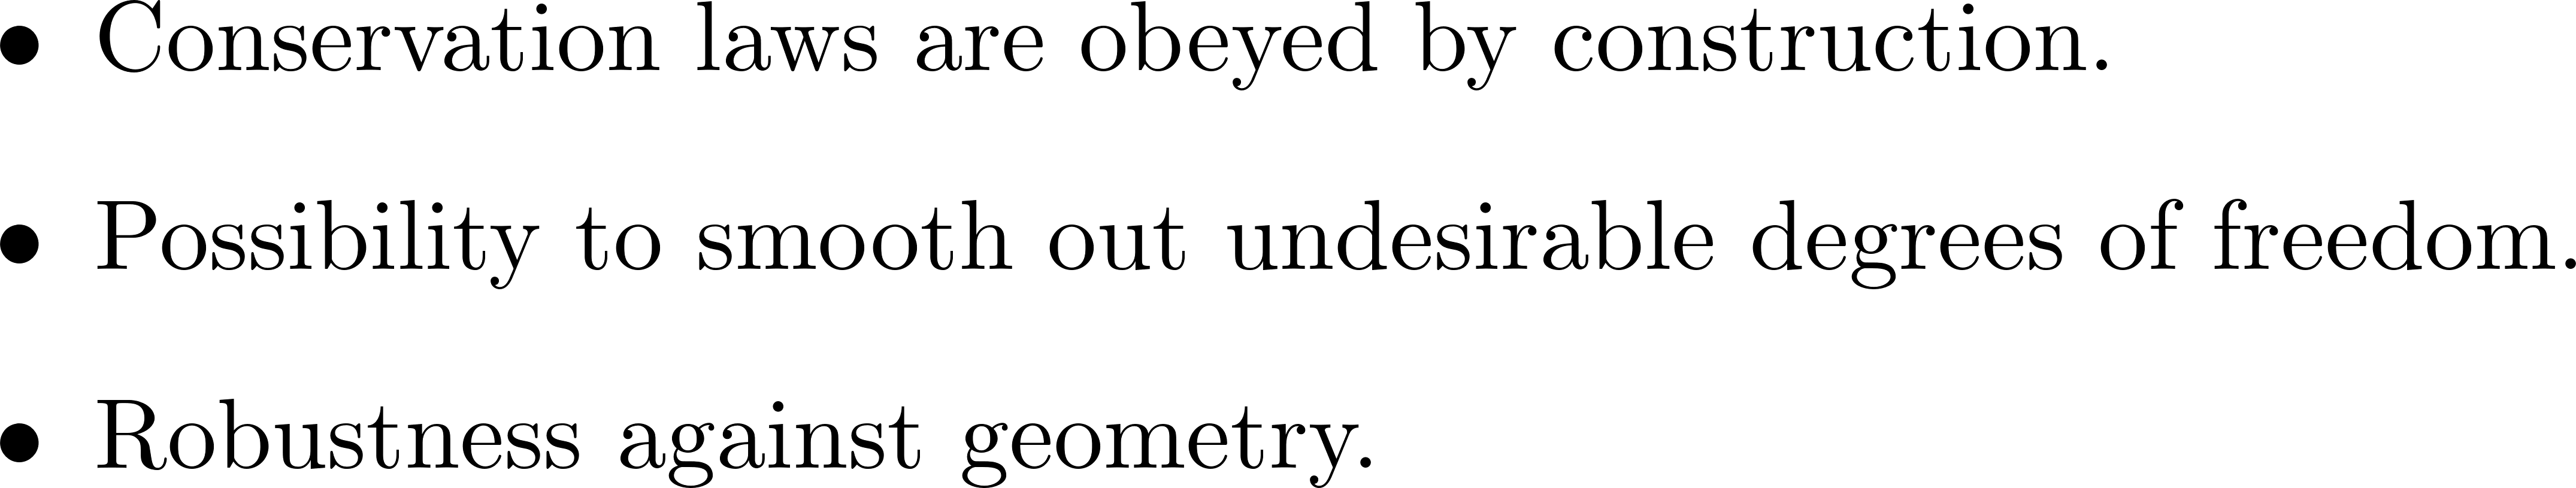 • Conservation laws are obeyed by construction.
• Possibility to smooth out undesirable degrees of freedom.
• Robustness against geometry.